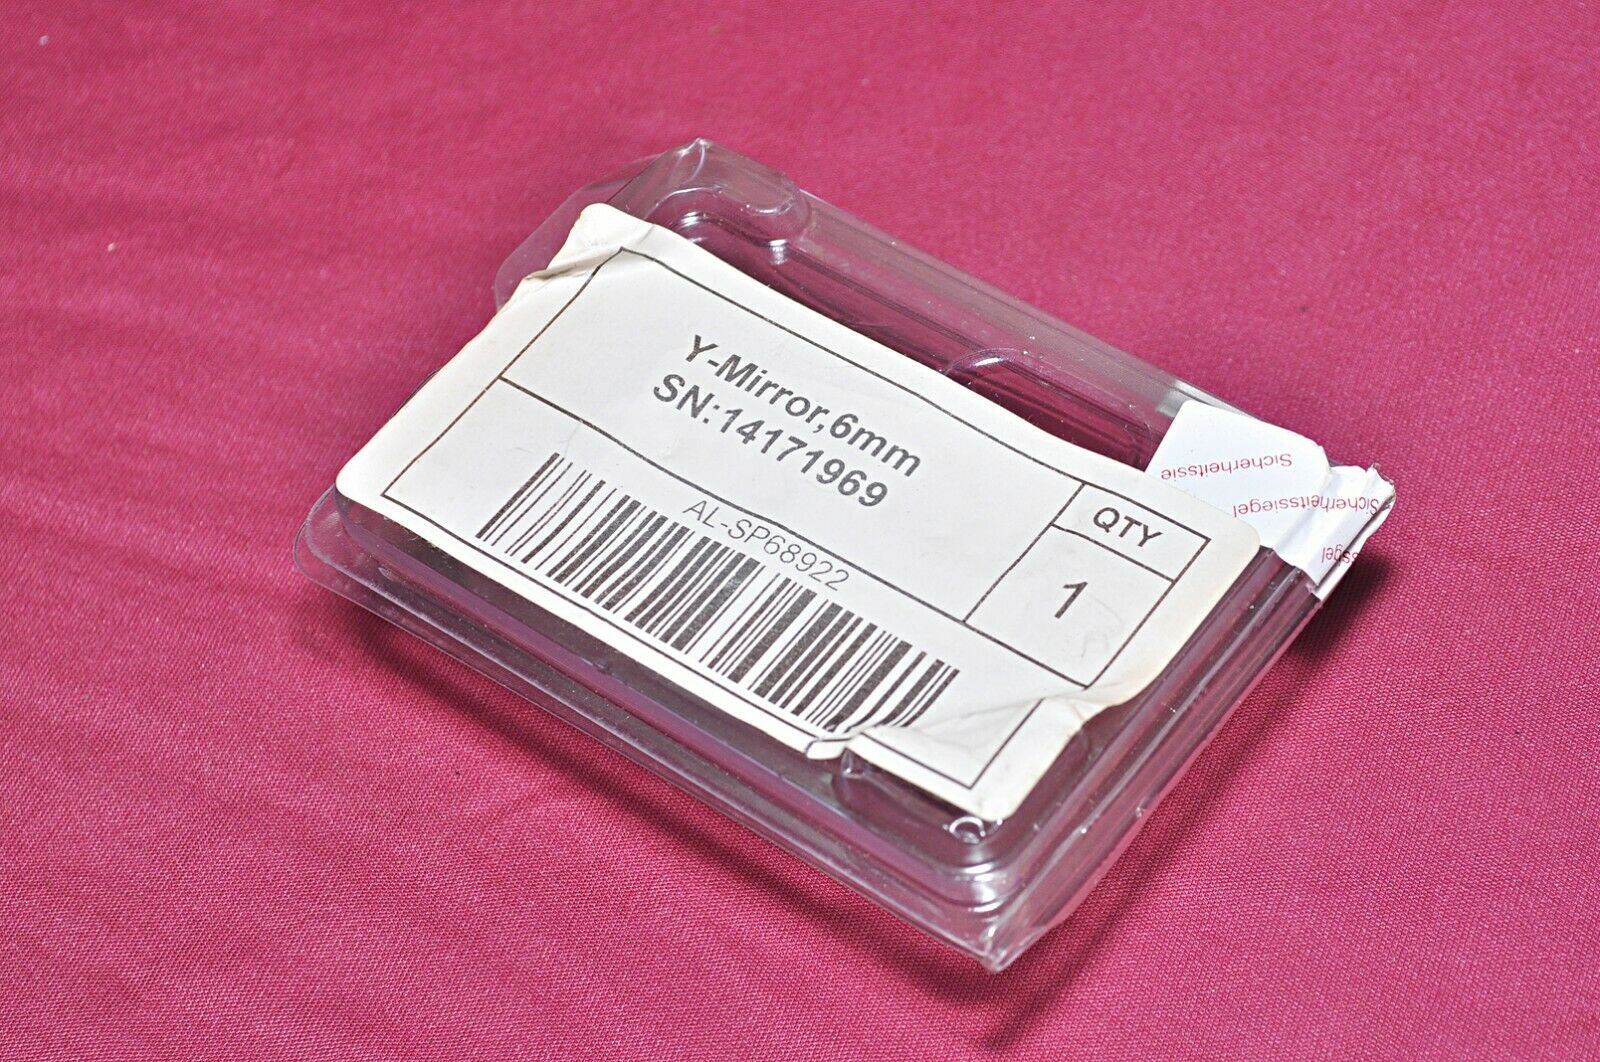 Y-Mirror,6mm
SN:14171969
QTY
1
AL-SP68922
Sicherheitssie
Sicherheitssiegel